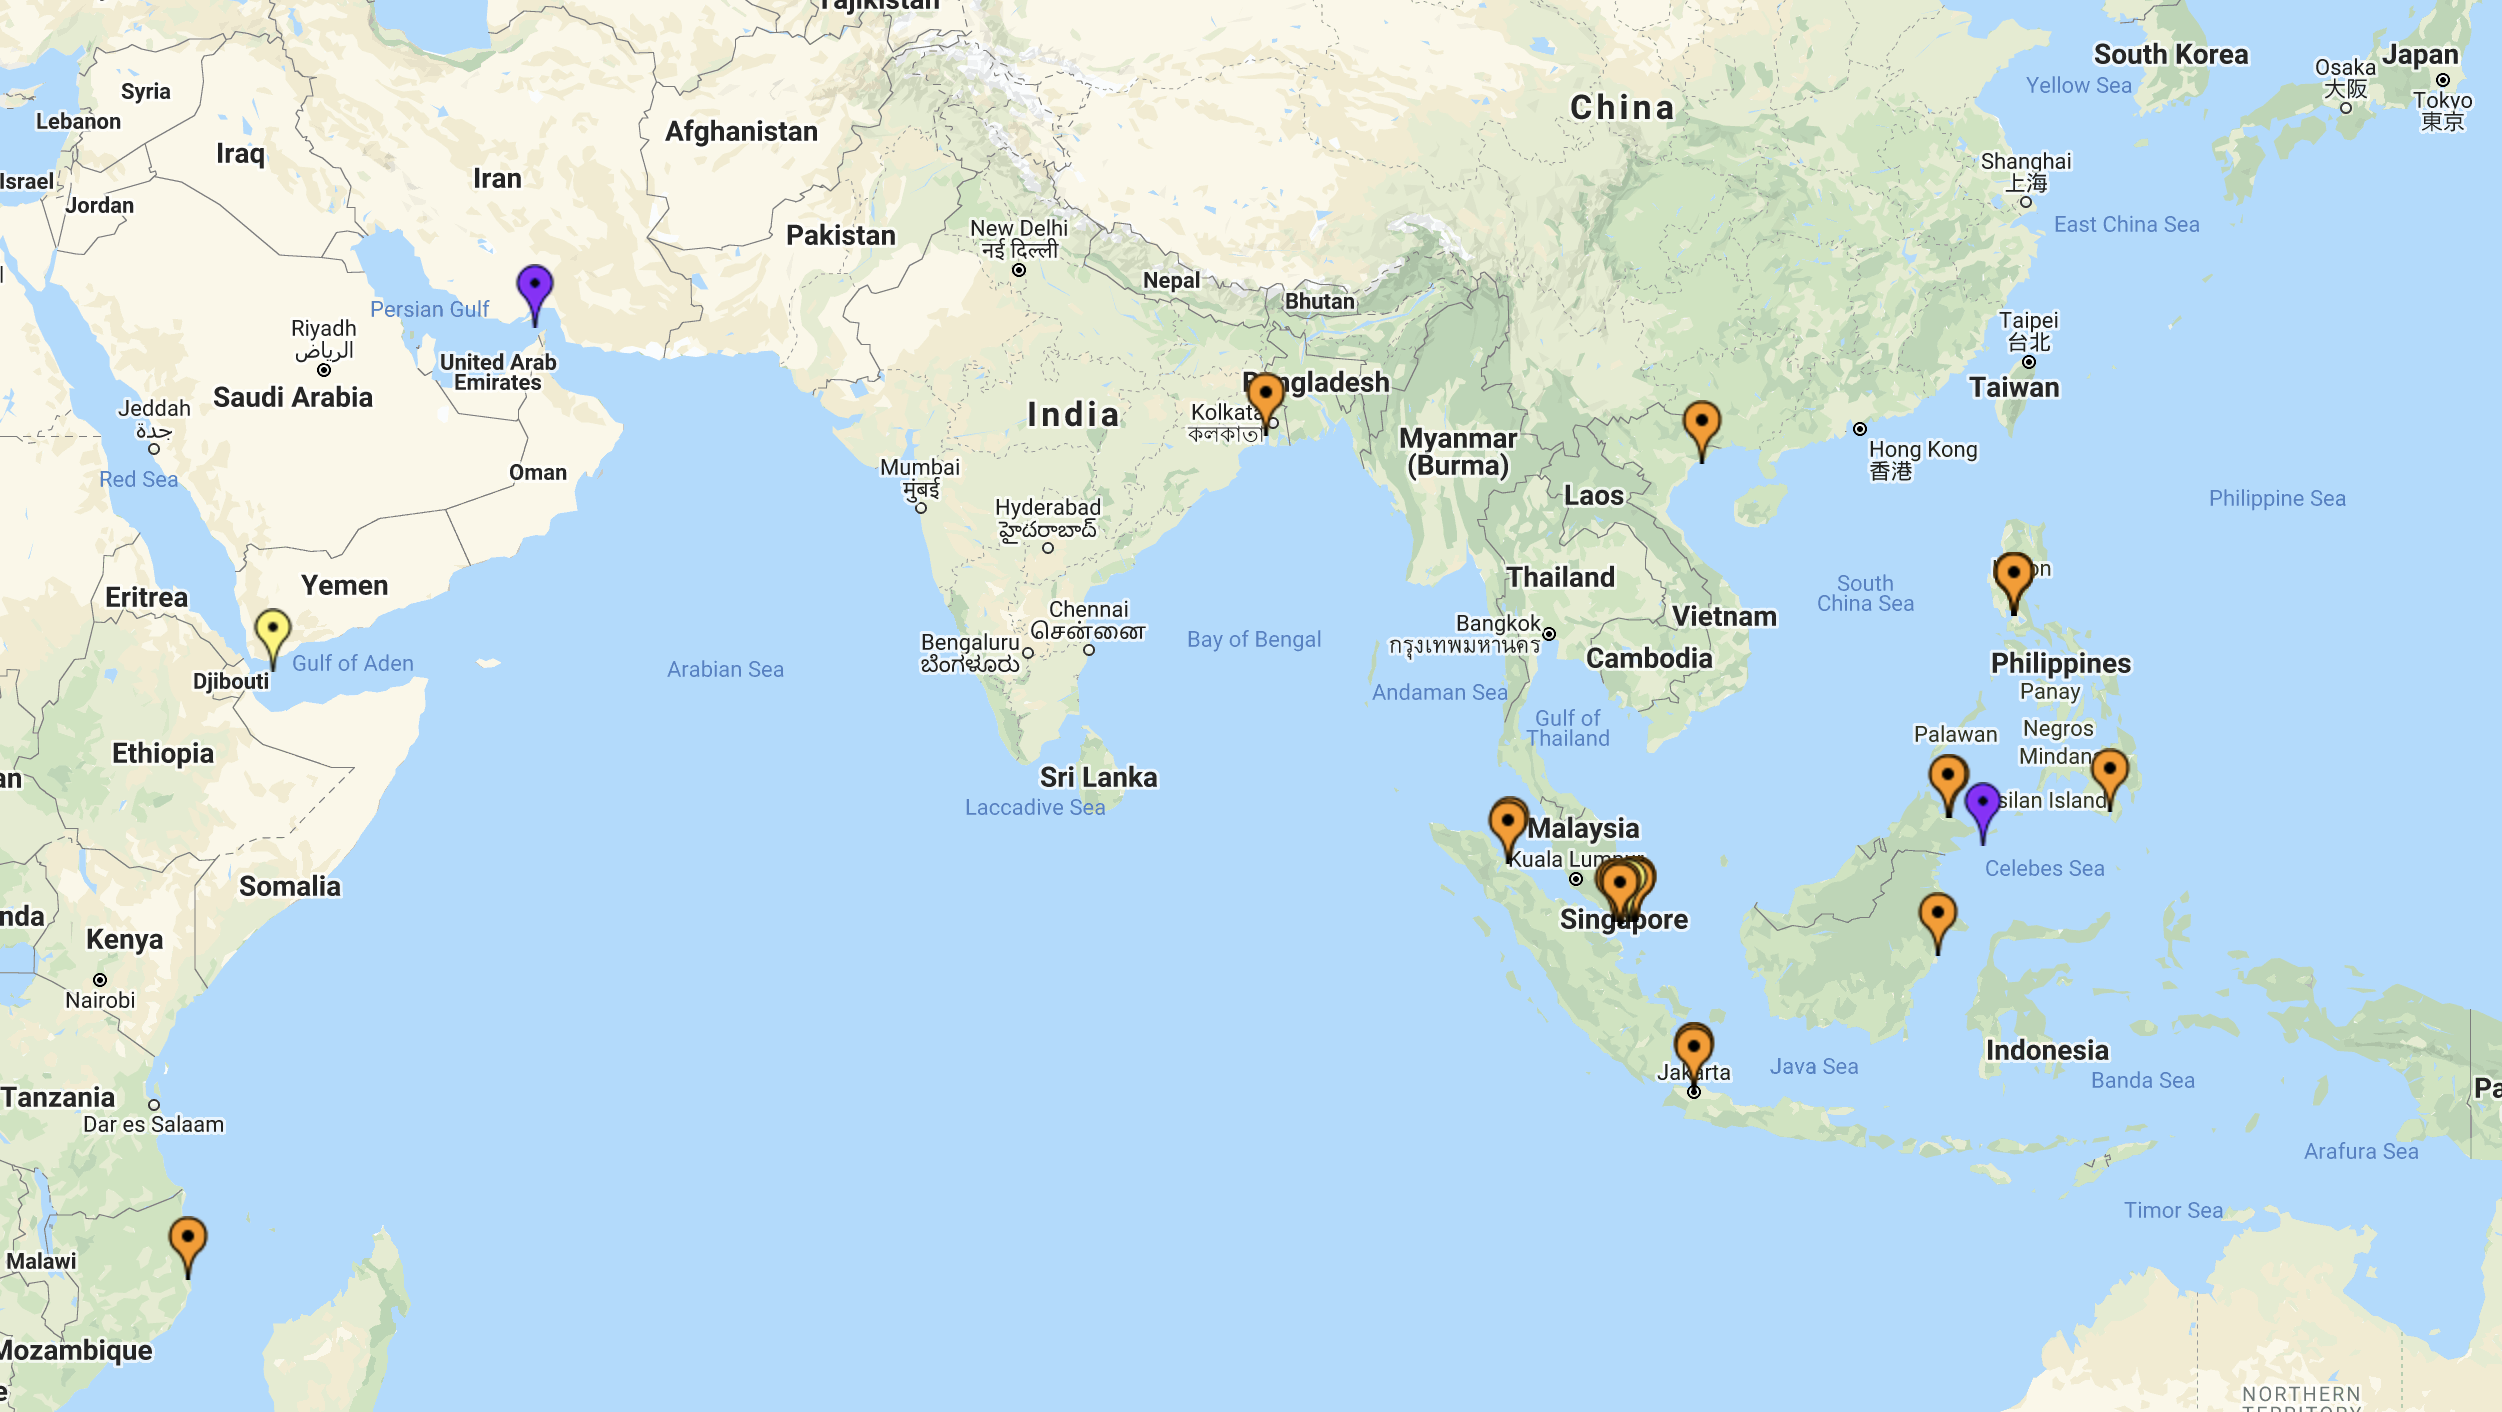 Tajikistan
South Korea
Japan
Osaka
大阪
Tokyo
東京
Yellow Sea
Syria
Lebanon
Iraq
Israel
Jordan
Iran
Afghanistan
Pakistan
China
Shanghai
上海
East China Sea
New Delhi
नई दिल्ली
Nepal
Bhutan
Persian Gulf
Riyadh
الرياض
Saudi Arabia
United Arab
Emirates
Jeddah
جدة
Red Sea
Oman
Taipei
台北
Taiwan
India
Bangladesh
Kolkata
কলকাতা
Myanmar
(Burma)
Hong Kong
香港
Mumbai
मुंबई
Hyderabad
హైదరాబాద్
Laos
Philippine Sea
Eritrea
Yemen
Thailand
South
China Sea
Chennai
சென்னை
Bengaluru
ಬೆಂಗಳೂರು
Bay of Bengal
Bangkok
กรุงเทพมหานคร
Vietnam
Cambodia
Philippines
Panay
Gulf of Aden
Djibouti
Arabian Sea
Andaman Sea
Gulf of
Thailand
Palawan
Negros
Ethiopia
Sri Lanka
Laccadive Sea
silan Island
Malaysia
Kuala Lumpur
Celebes Sea
Somalia
Singapore
Kenya
Nairobi
Indonesia
Java Sea
Jakarta
Banda Sea
Tanzania
Dar es Salaam
Arafura Sea
Timor Sea
Malawi
Mozambique
NORTHERN
TERRITORY